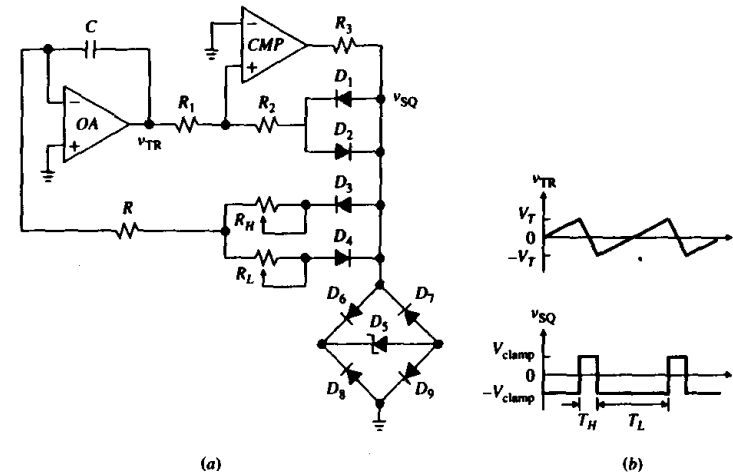 C
CMP
R3
−
+
D1
vSQ
−
OA
+
R1
R2
vTR
D2
D3
R
RH
D4
RL
D6
D7
D5
D8
D9
(a)
vTR
VT
0
−VT
vSQ
Vclamp
0
−Vclamp
TH
TL
(b)